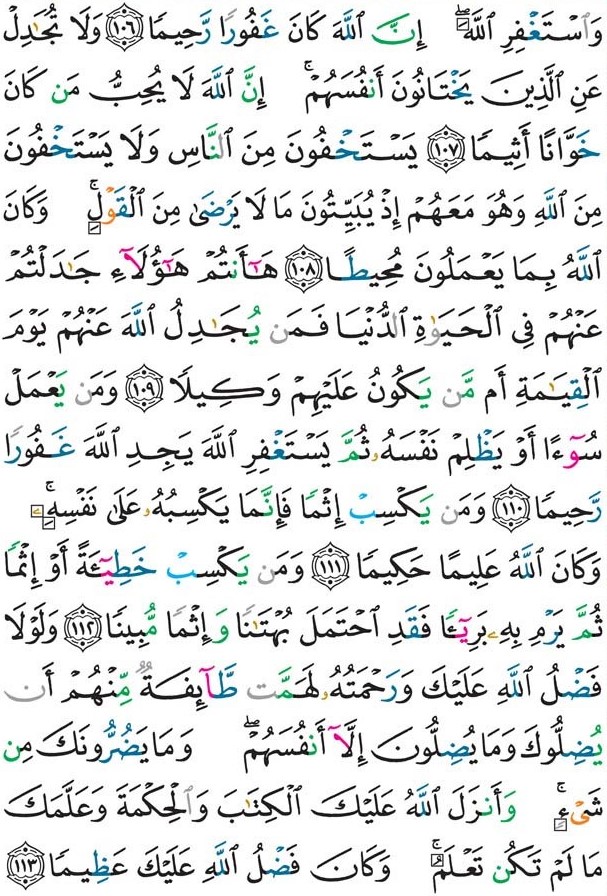 وَٱسْتَغْفِرِ ٱللَّهَۖ إِنَّ ٱللَّهَ كَانَ غَفُورًا رَّحِيمًا ۝١٠٦ وَلَا تُجَٰدِلْ
عَنِ ٱلَّذِينَ يَخْتَانُونَ أَنفُسَهُمْۚ إِنَّ ٱللَّهَ لَا يُحِبُّ مَن كَانَ
خَوَّانًا أَثِيمًا ۝١٠٧ يَسْتَخْفُونَ مِنَ ٱلنَّاسِ وَلَا يَسْتَخْفُونَ
مِنَ ٱللَّهِ وَهُوَ مَعَهُمْ إِذْ يُبَيِّتُونَ مَا لَا يَرْضَىٰ مِنَ ٱلْقَوْلِۚ وَكَانَ
ٱللَّهُ بِمَا يَعْمَلُونَ مُحِيطًا ۝١٠٨ هَٰٓأَنتُمْ هَٰٓؤُلَآءِ جَٰدَلْتُمْ
عَنْهُمْ فِى ٱلْحَيَوٰةِ ٱلدُّنْيَا فَمَن يُجَٰدِلُ ٱللَّهَ عَنْهُمْ يَوْمَ
ٱلْقِيَٰمَةِ أَم مَّن يَكُونُ عَلَيْهِمْ وَكِيلًا ۝١٠٩ وَمَن يَعْمَلْ
سُوٓءًا أَوْ يَظْلِمْ نَفْسَهُۥ ثُمَّ يَسْتَغْفِرِ ٱللَّهَ يَجِدِ ٱللَّهَ غَفُورًا
رَّحِيمًا ۝١١٠ وَمَن يَكْسِبْ إِثْمًا فَإِنَّمَا يَكْسِبُهُۥ عَلَىٰ نَفْسِهِۦۚ
وَكَانَ ٱللَّهُ عَلِيمًا حَكِيمًا ۝١١١ وَمَن يَكْسِبْ خَطِيٓـَٔةً أَوْ إِثْمًا
ثُمَّ يَرْمِ بِهِۦ بَرِيٓـًٔا فَقَدِ ٱحْتَمَلَ بُهْتَٰنًا وَإِثْمًا مُّبِينًا ۝١١٢ وَلَوْلَا
فَضْلُ ٱللَّهِ عَلَيْكَ وَرَحْمَتُهُۥ لَهَمَّت طَّآئِفَةٌ مِّنْهُمْ أَن
يُضِلُّوكَ وَمَا يُضِلُّونَ إِلَّآ أَنفُسَهُمْۖ وَمَا يَضُرُّونَكَ مِن
شَىْءٍۚ وَأَنزَلَ ٱللَّهُ عَلَيْكَ ٱلْكِتَٰبَ وَٱلْحِكْمَةَ وَعَلَّمَكَ
مَا لَمْ تَكُن تَعْلَمُۚ وَكَانَ فَضْلُ ٱللَّهِ عَلَيْكَ عَظِيمًا ۝١١٣